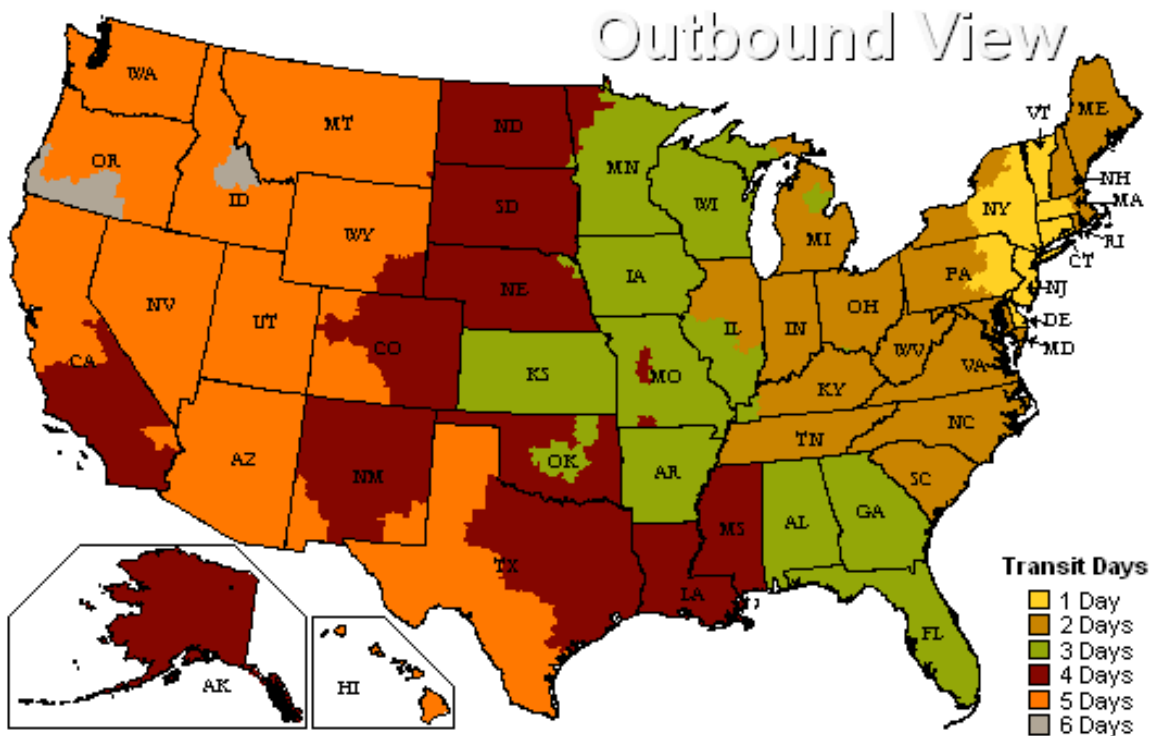 Outbound View
WA
MT
ND
MN
VT
ME
OR
ID
SD
WI
NY
NH
MA
WY
MI
RI
CT
IA
PA
NE
NJ
NV
UT
CO
IL
IN
OH
DE
MD
CA
KS
MO
WV
VA
KY
AZ
NM
OK
AR
TN
NC
SC
TX
MS
AL
GA
LA
FL
AK
HI
Transit Days
1 Day
2 Days
3 Days
4 Days
5 Days
6 Days